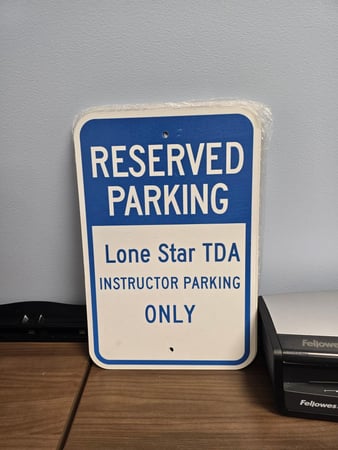 RESERVED
PARKING
Lone Star TDA
INSTRUCTOR PARKING
ONLY
Fellowes
Fellowes